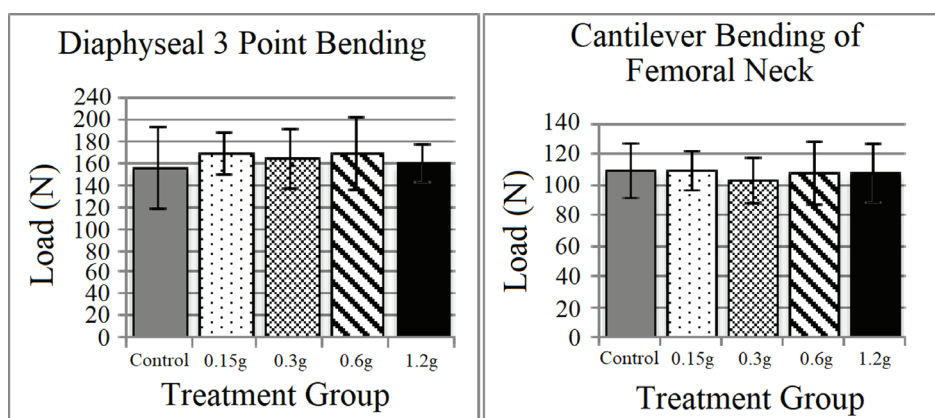 Diaphyseal 3 Point Bending
Load (N)
240
200
180
160
140
120
100
80
60
40
20
0
Control 0.15g 0.3g 0.6g 1.2g
Treatment Group
Cantilever Bending of
Femoral Neck
Load (N)
140
120
100
80
60
40
20
0
Control 0.15g 0.3g 0.6g 1.2g
Treatment Group